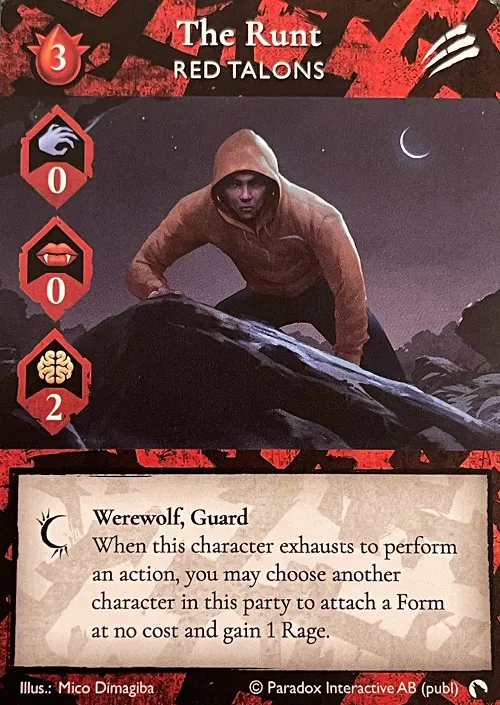 3
The Runt
RED TALONS
0
0
2
Werewolf, Guard
When this character exhausts to perform
an action, you may choose another
character in this party to attach a Form
at no cost and gain 1 Rage.
Illus.: Mico Dimagiba
© Paradox Interactive AB (publ)